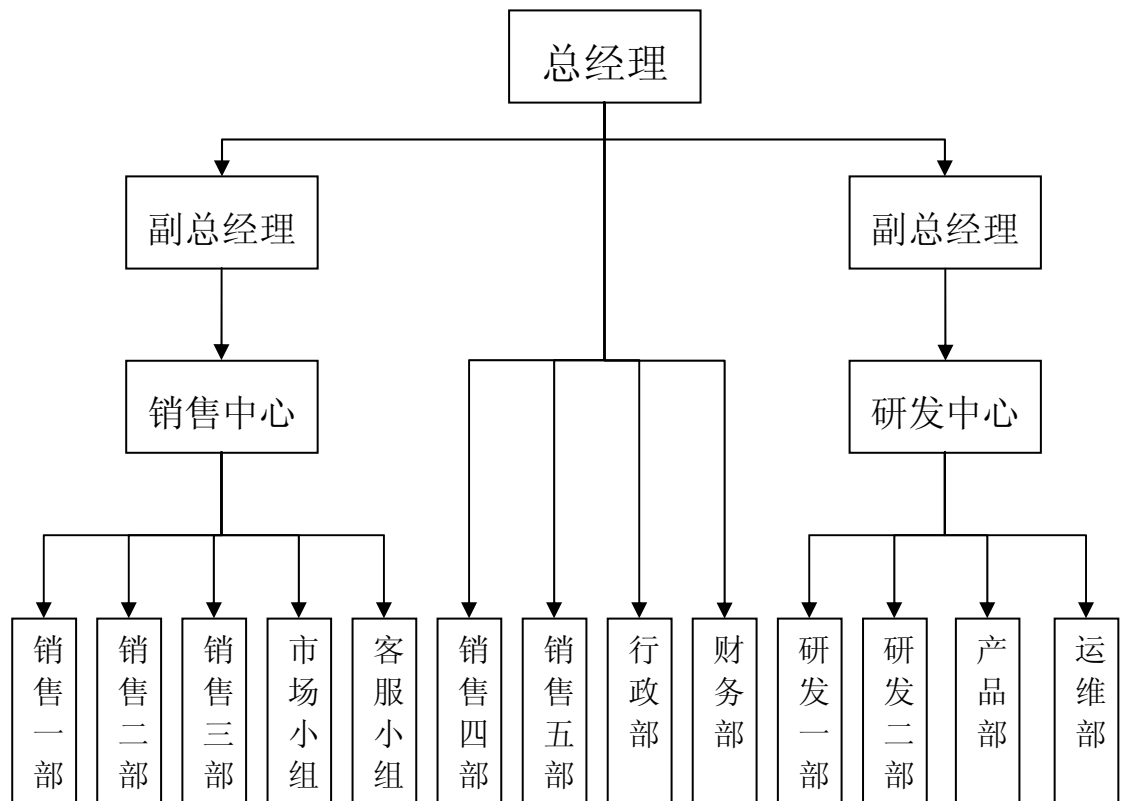 总经理
副总经理
副总经理
销售中心
研发中心
销售一部
销售二部
销售三部
市场小组
客服小组
销售四部
销售五部
行政部
财务部
研发一部
研发二部
产品部
运维部